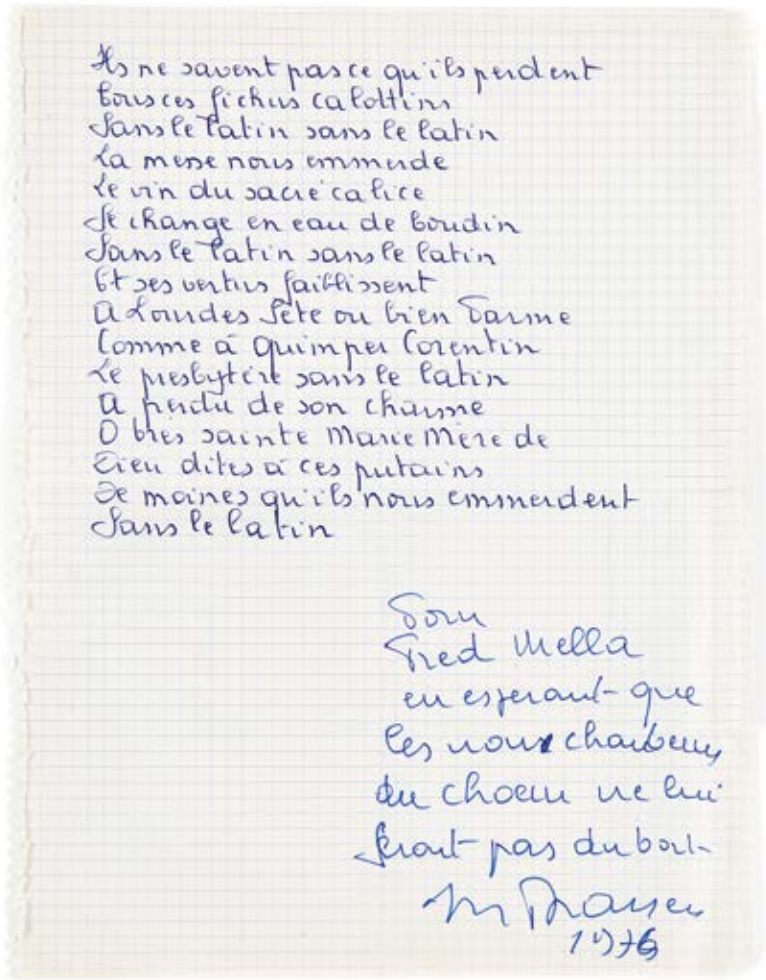 Ils ne savent pas ce qu'ils perdent
tous ces fichus calottins
Sans le latin sans le latin
La messe nous emmerde
Le vin du sacré calice
Se change en eau de boudin
Sans le latin sans le latin
Et ses vertus faiblissent
A Lourdes Sète ou bien Parme
Comme à Quimper Corentin
Le presbytère sans le latin
A perdu de son charme
O très sainte Marie Mère de
Dieu dites à ces putains
De moines qu'ils nous emmerdent
Sans le latin
Pour
Fred Mella
en esperant que
les
du choeur ne lui
feront pas du tort
1976